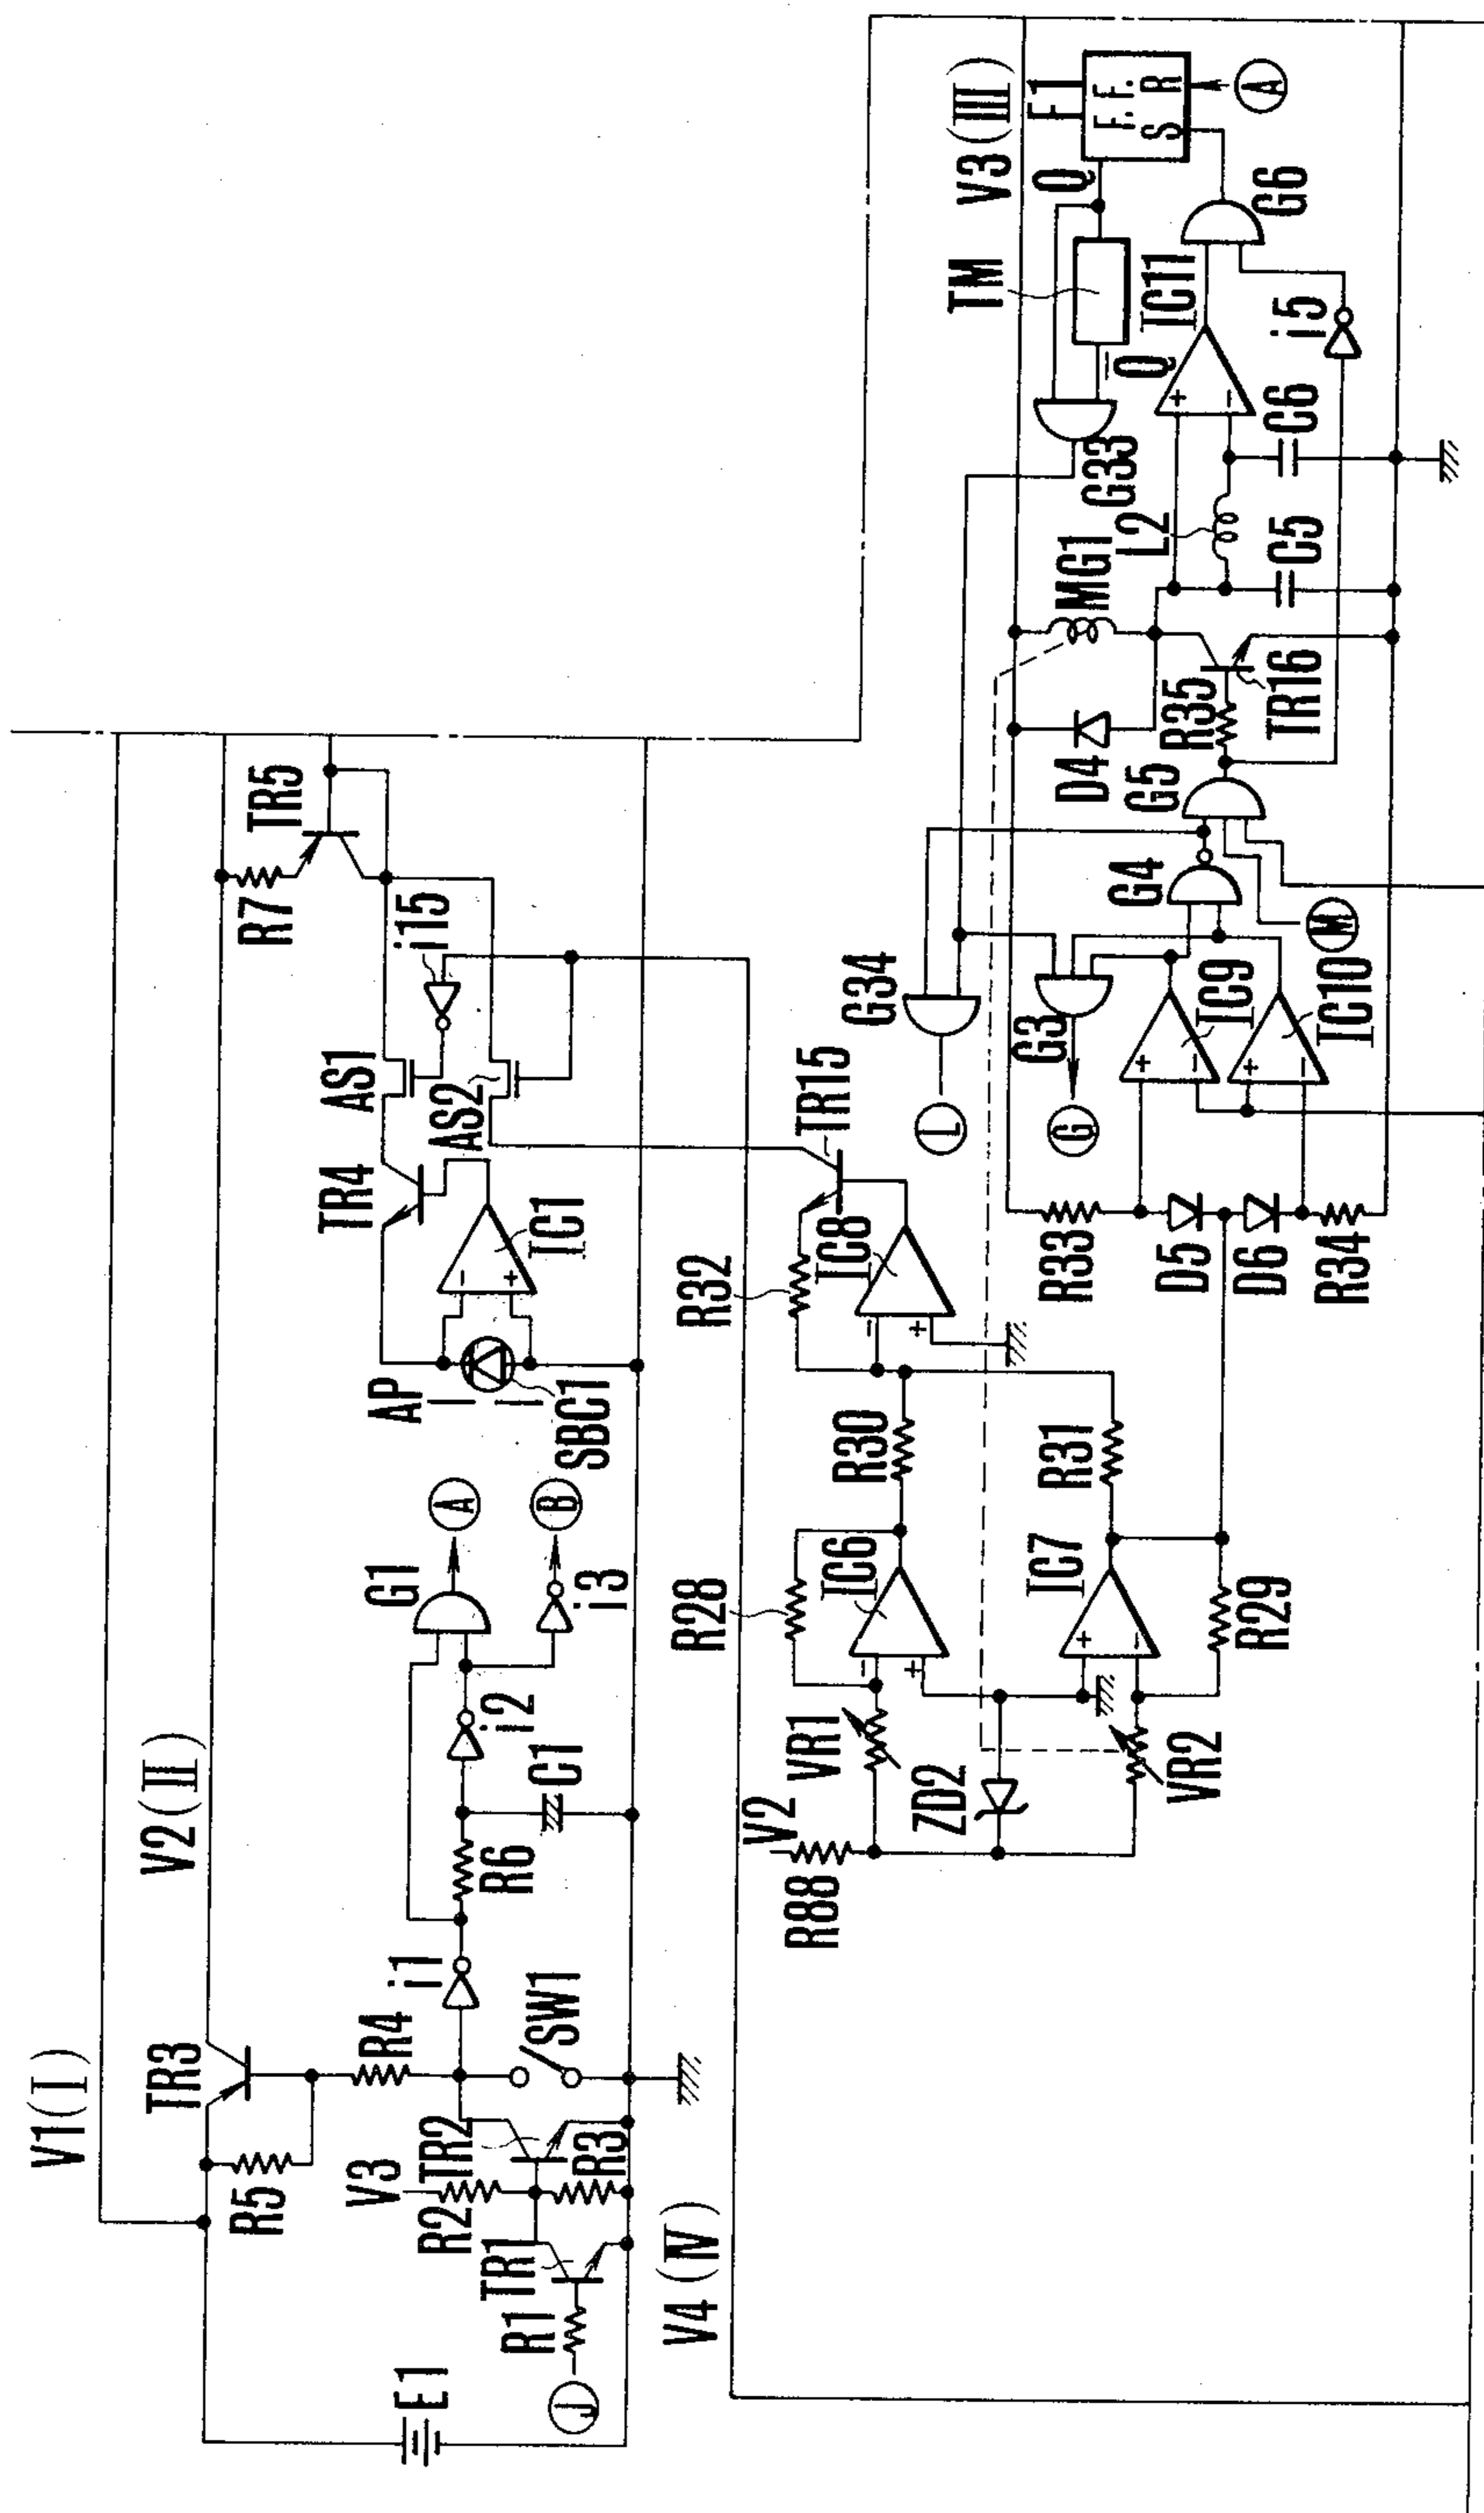 V1(I)
V2(II)
E1
R5
TR3
V3
R4
R2
TR2
R3
TR1
R1
J
SW1
i1
R6
C1
i2
i3
G1
A
B
AP
SBC1
IC1
TR4
AS1
AS2
i15
R7
TR5
V4(IV)
V2
R88
VR1
ZD2
VR2
R28
IC6
IC7
R29
R30
R31
R32
IC8
TR15
R33
D5
D6
R34
L
G
G34
G3
IC9
IC10
M
G4
G5
D4
R35
TR16
MG1
L2
C5
C6
G33
Q
TM
IC11
i5
G6
V3(III)
Q
F1
F.F.
S R
A